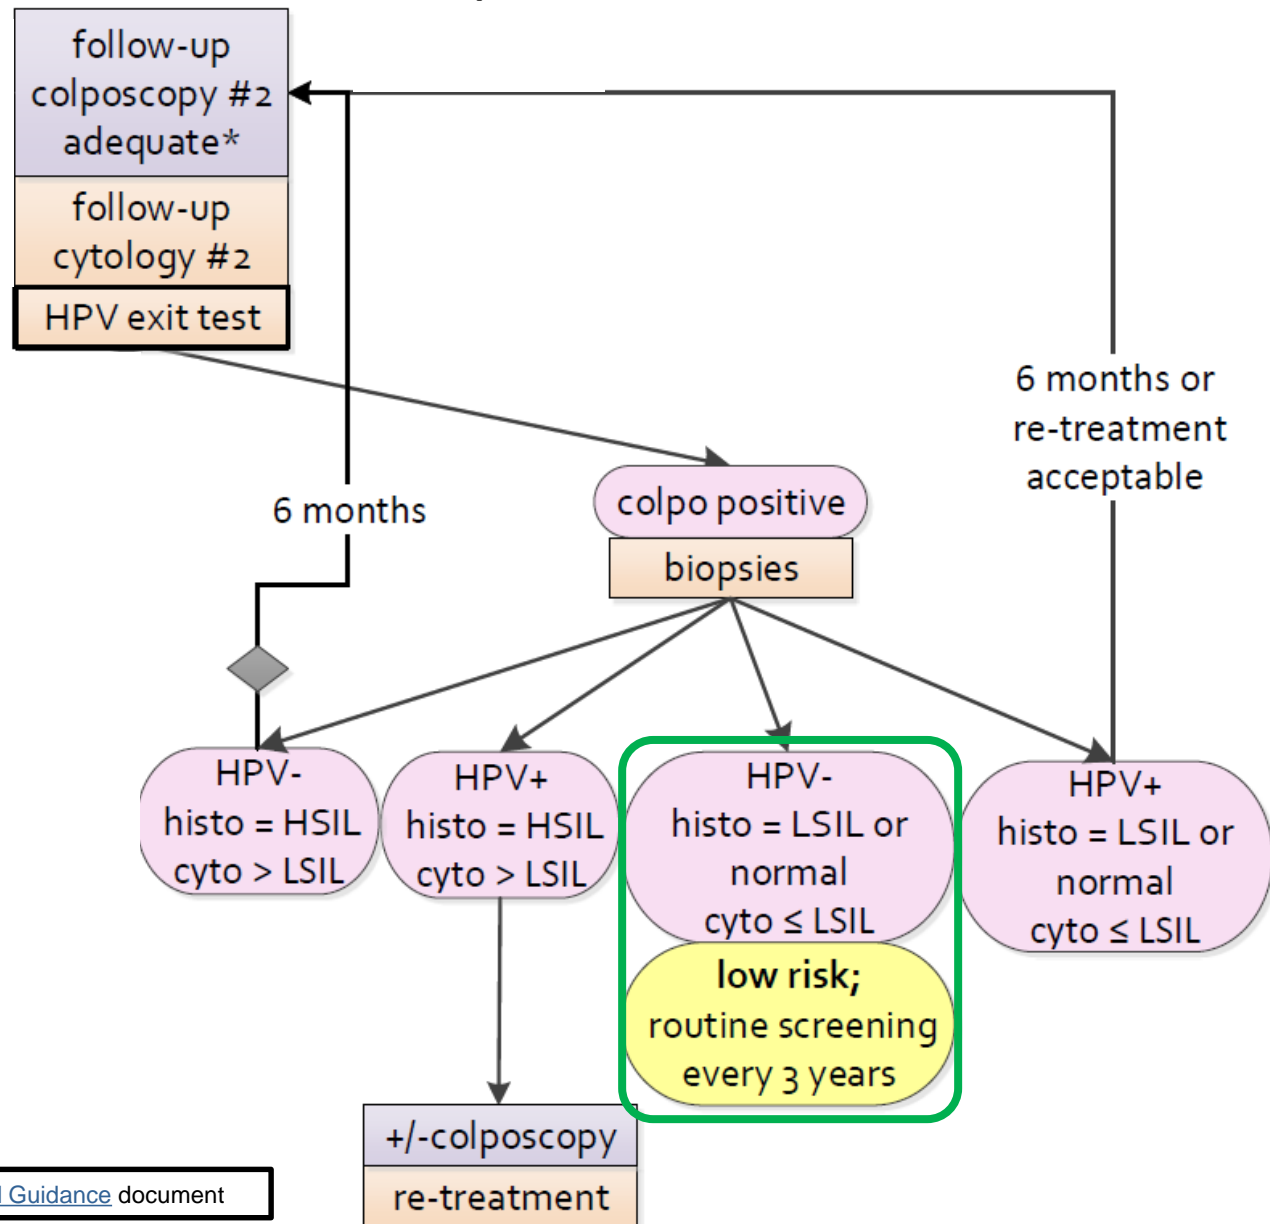 follow-up
colposcopy #2
adequate*
follow-up
cytology #2
HPV exit test
6 months or
re-treatment
acceptable
6 months
colpo positive
biopsies
HPV-
histo = HSIL
cyto > LSIL
HPV+
histo = HSIL
cyto > LSIL
HPV-
histo = LSIL or
normal
cyto ≤ LSIL
HPV+
histo = LSIL or
normal
cyto ≤ LSIL
low risk;
routine screening
every 3 years
+/-colposcopy
re-treatment
Guidance document